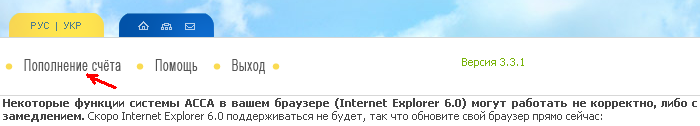 РУС | УКР
Пополнение счёта Помощь Выход Версия 3.3.1
Некоторые функции системы АССА в вашем браузере (Internet Explorer 6.0) могут работать не корректно, либо с
замедлением. Скоро Internet Explorer 6.0 поддерживаться не будет, так что обновите свой браузер прямо сейчас: